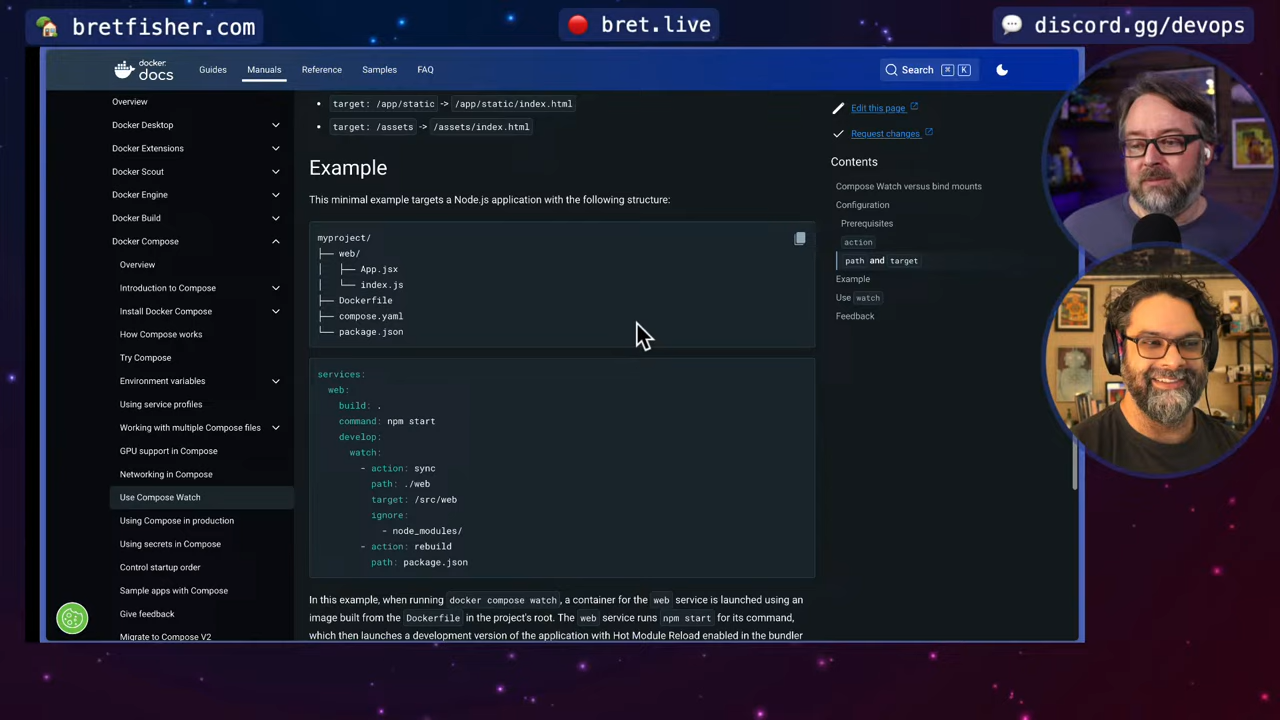 bretfisher.com
bret.live
discord.gg/devops
docker docs
Guides
Manuals
Reference
Samples
FAQ
Search
⌘ K
Overview
Docker Desktop
Docker Extensions
Docker Scout
Docker Engine
Docker Build
Docker Compose
Overview
Introduction to Compose
Install Docker Compose
How Compose works
Try Compose
Environment variables
Using service profiles
Working with multiple Compose files
GPU support in Compose
Networking in Compose
Use Compose Watch
Using Compose in production
Using secrets in Compose
Control startup order
Sample apps with Compose
Give feedback
Migrate to Compose V2
target: /app/static -> /app/static/index.html
target: /assets -> /assets/index.html
Example
This minimal example targets a Node.js application with the following structure:
myproject/
├── web/
│   ├── App.jsx
│   └── index.js
├── Dockerfile
├── compose.yaml
└── package.json
services:
  web:
    build: .
    command: npm start
    develop:
      watch:
        - action: sync
          path: ./web
          target: /src/web
          ignore:
            - node_modules/
        - action: rebuild
          path: package.json
In this example, when running docker compose watch, a container for the web service is launched using an
image built from the Dockerfile in the project's root. The web service runs npm start for its command,
which then launches a development version of the application with Hot Module Reload enabled in the bundler
Edit this page
Request changes
Contents
Compose Watch versus bind mounts
Configuration
Prerequisites
action
path and target
Example
Use watch
Feedback